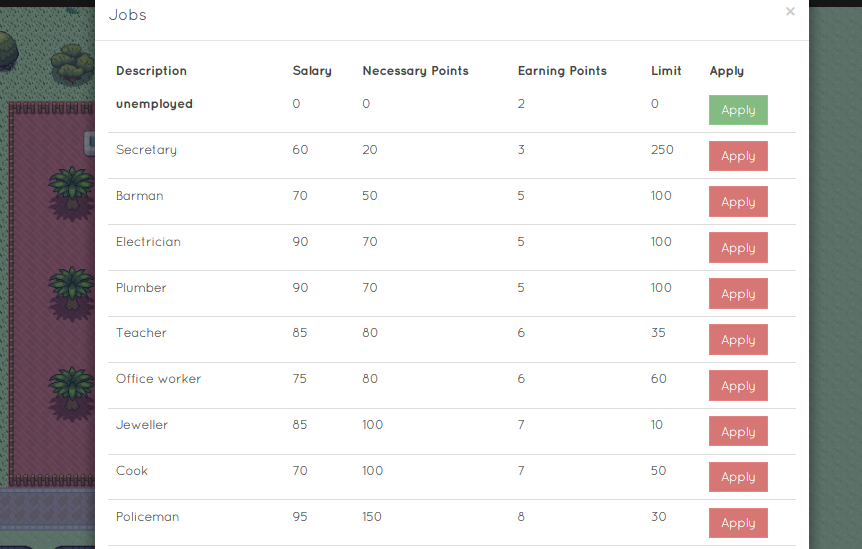 Jobs ×
Description Salary Necessary Points Earning Points Limit Apply
unemployed 0 0 2 0 Apply
Secretary 60 20 3 250 Apply
Barman 70 50 5 100 Apply
Electrician 90 70 5 100 Apply
Plumber 90 70 5 100 Apply
Teacher 85 80 6 35 Apply
Office worker 75 80 6 60 Apply
Jeweller 85 100 7 10 Apply
Cook 70 100 7 50 Apply
Policeman 95 150 8 30 Apply